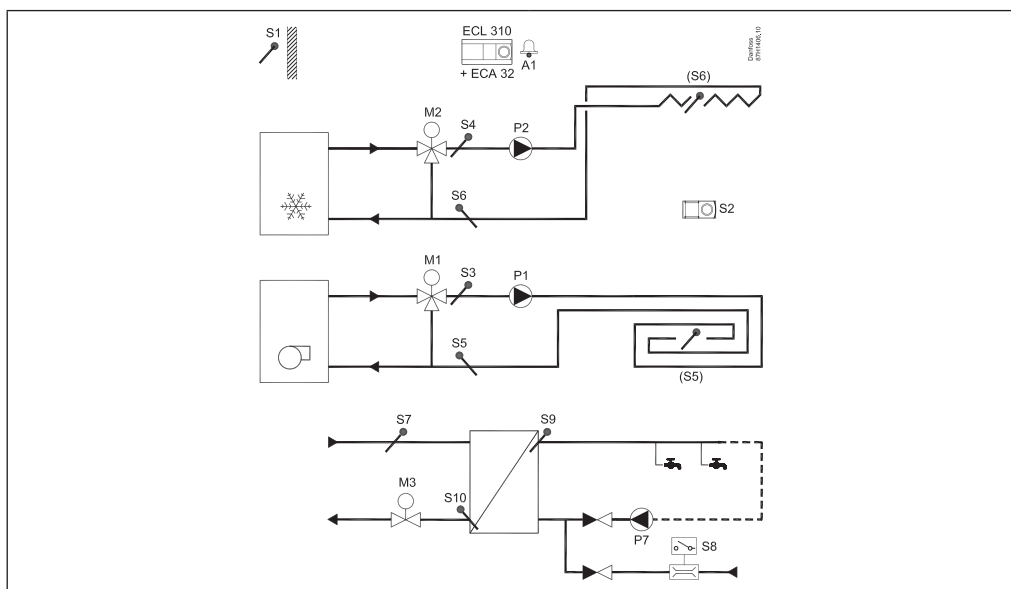 S1
ECL 310
A1
+ ECA 32
Danfoss
87H1406.10
(S6)
M2
S4
P2
S6
S2
M1
S3
P1
S5
(S5)
S7
S9
M3
S10
P7
S8